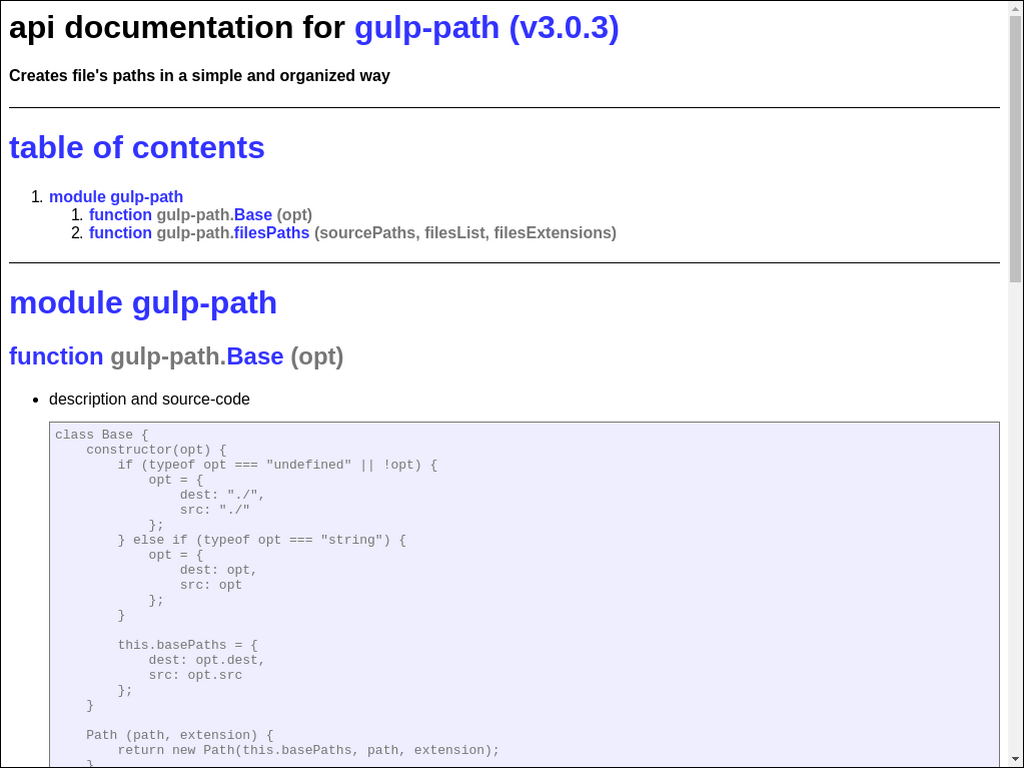 api documentation for gulp-path (v3.0.3)
Creates file's paths in a simple and organized way
table of contents
1. module gulp-path
1. function gulp-path.Base (opt)
2. function gulp-path.filesPaths (sourcePaths, filesList, filesExtensions)
module gulp-path
function gulp-path.Base (opt)
• description and source-code
class Base {
    constructor(opt) {
        if (typeof opt === "undefined" || !opt) {
            opt = {
                dest: "./",
                src: "./"
            };
        } else if (typeof opt === "string") {
            opt = {
                dest: opt,
                src: opt
            };
        }
        this.basePaths = {
            dest: opt.dest,
            src: opt.src
        };
    }
    Path (path, extension) {
        return new Path(this.basePaths, path, extension);
    }